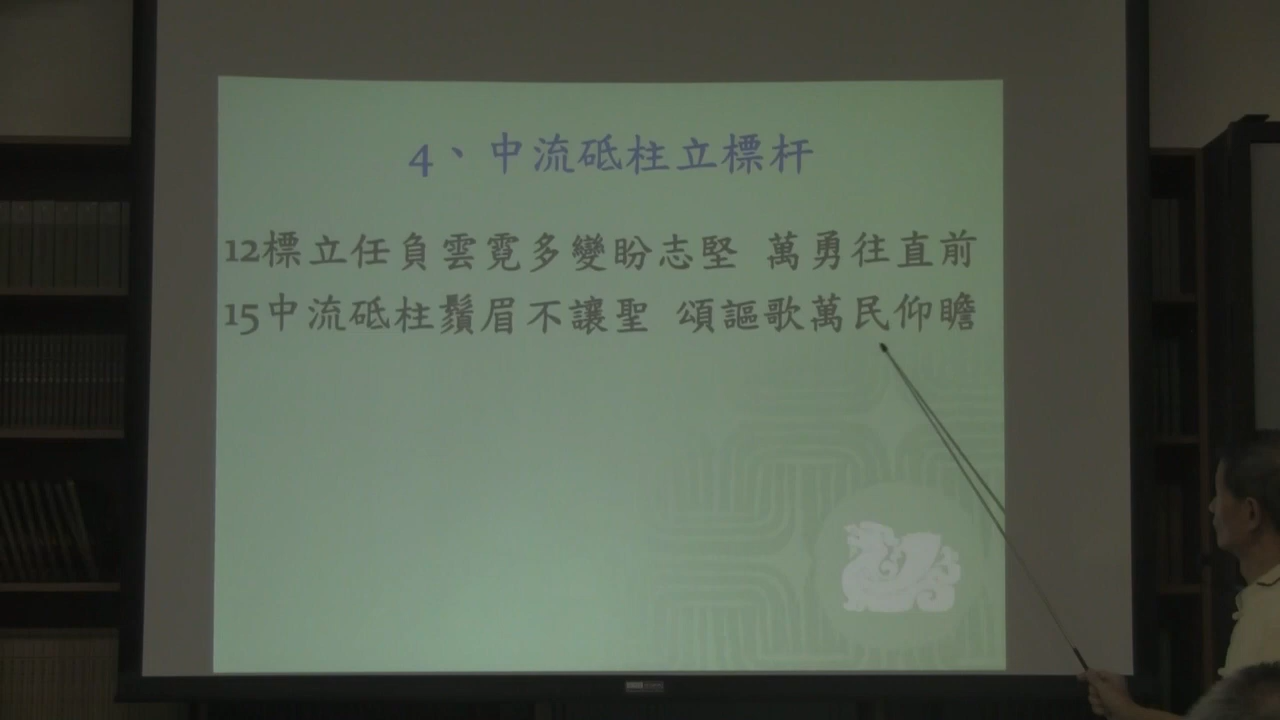 4、中流砥柱立標杆
12標立任負雲霓多變盼志堅 萬勇往直前
15中流砥柱鬚眉不讓聖 頌謳歌萬民仰瞻